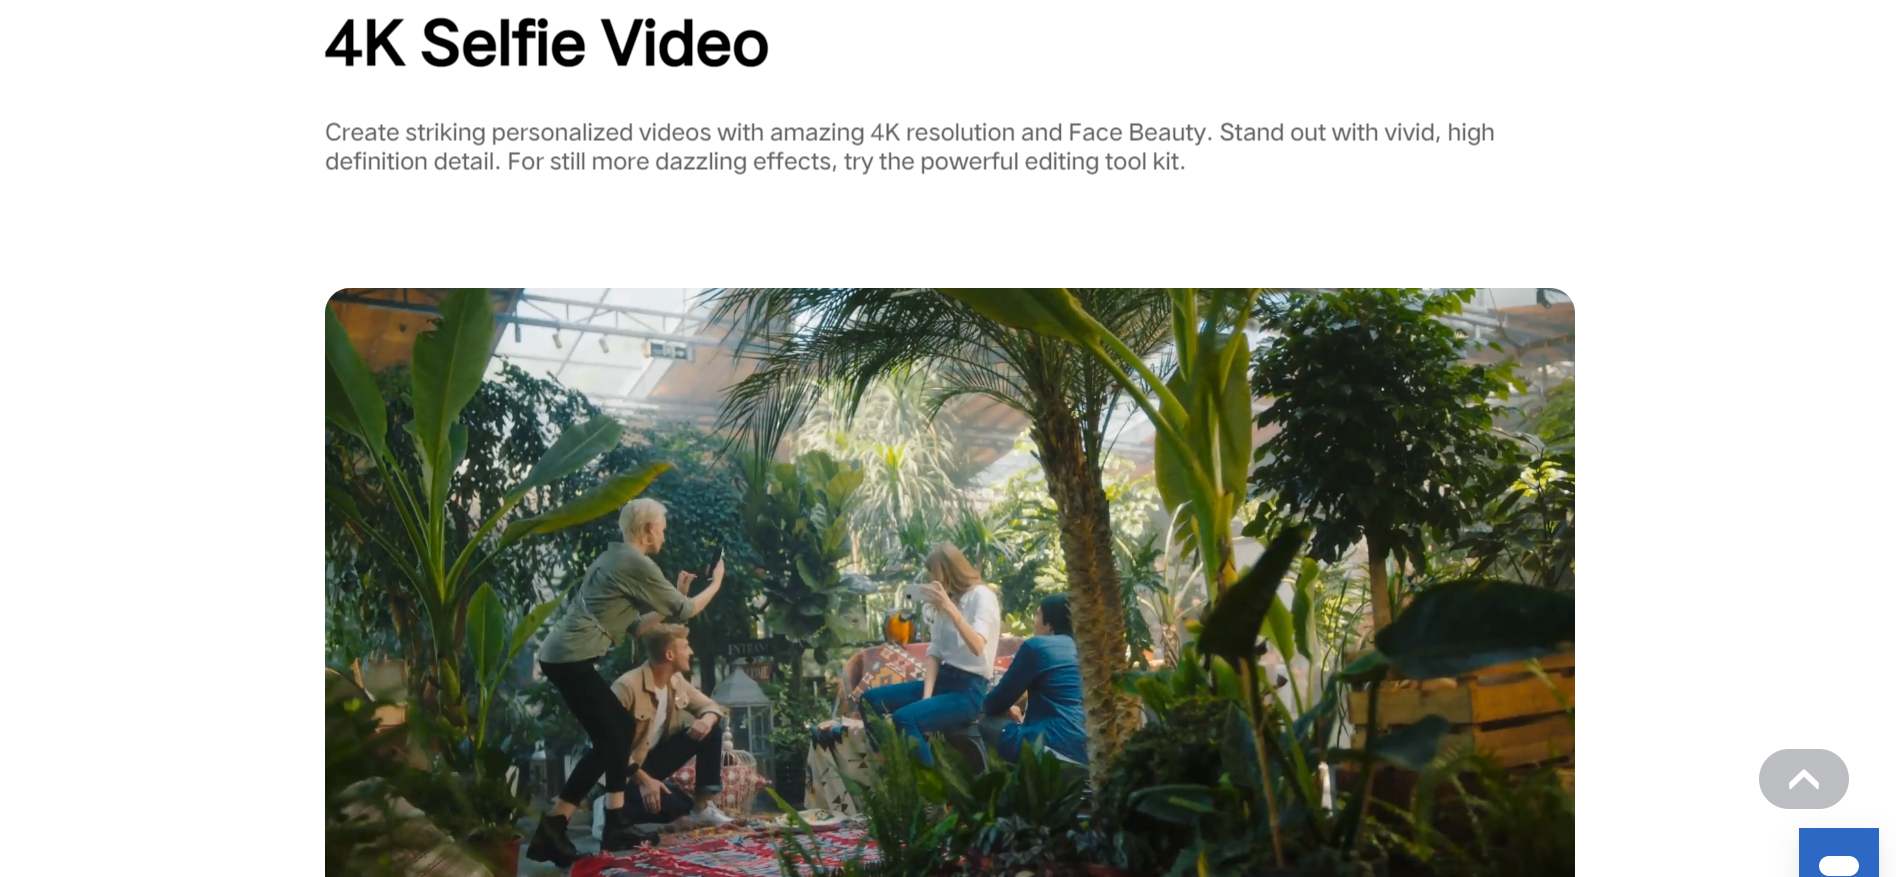 4K Selfie Video
Create striking personalized videos with amazing 4K resolution and Face Beauty. Stand out with vivid, high
definition detail. For still more dazzling effects, try the powerful editing tool kit.
ENTRANCE